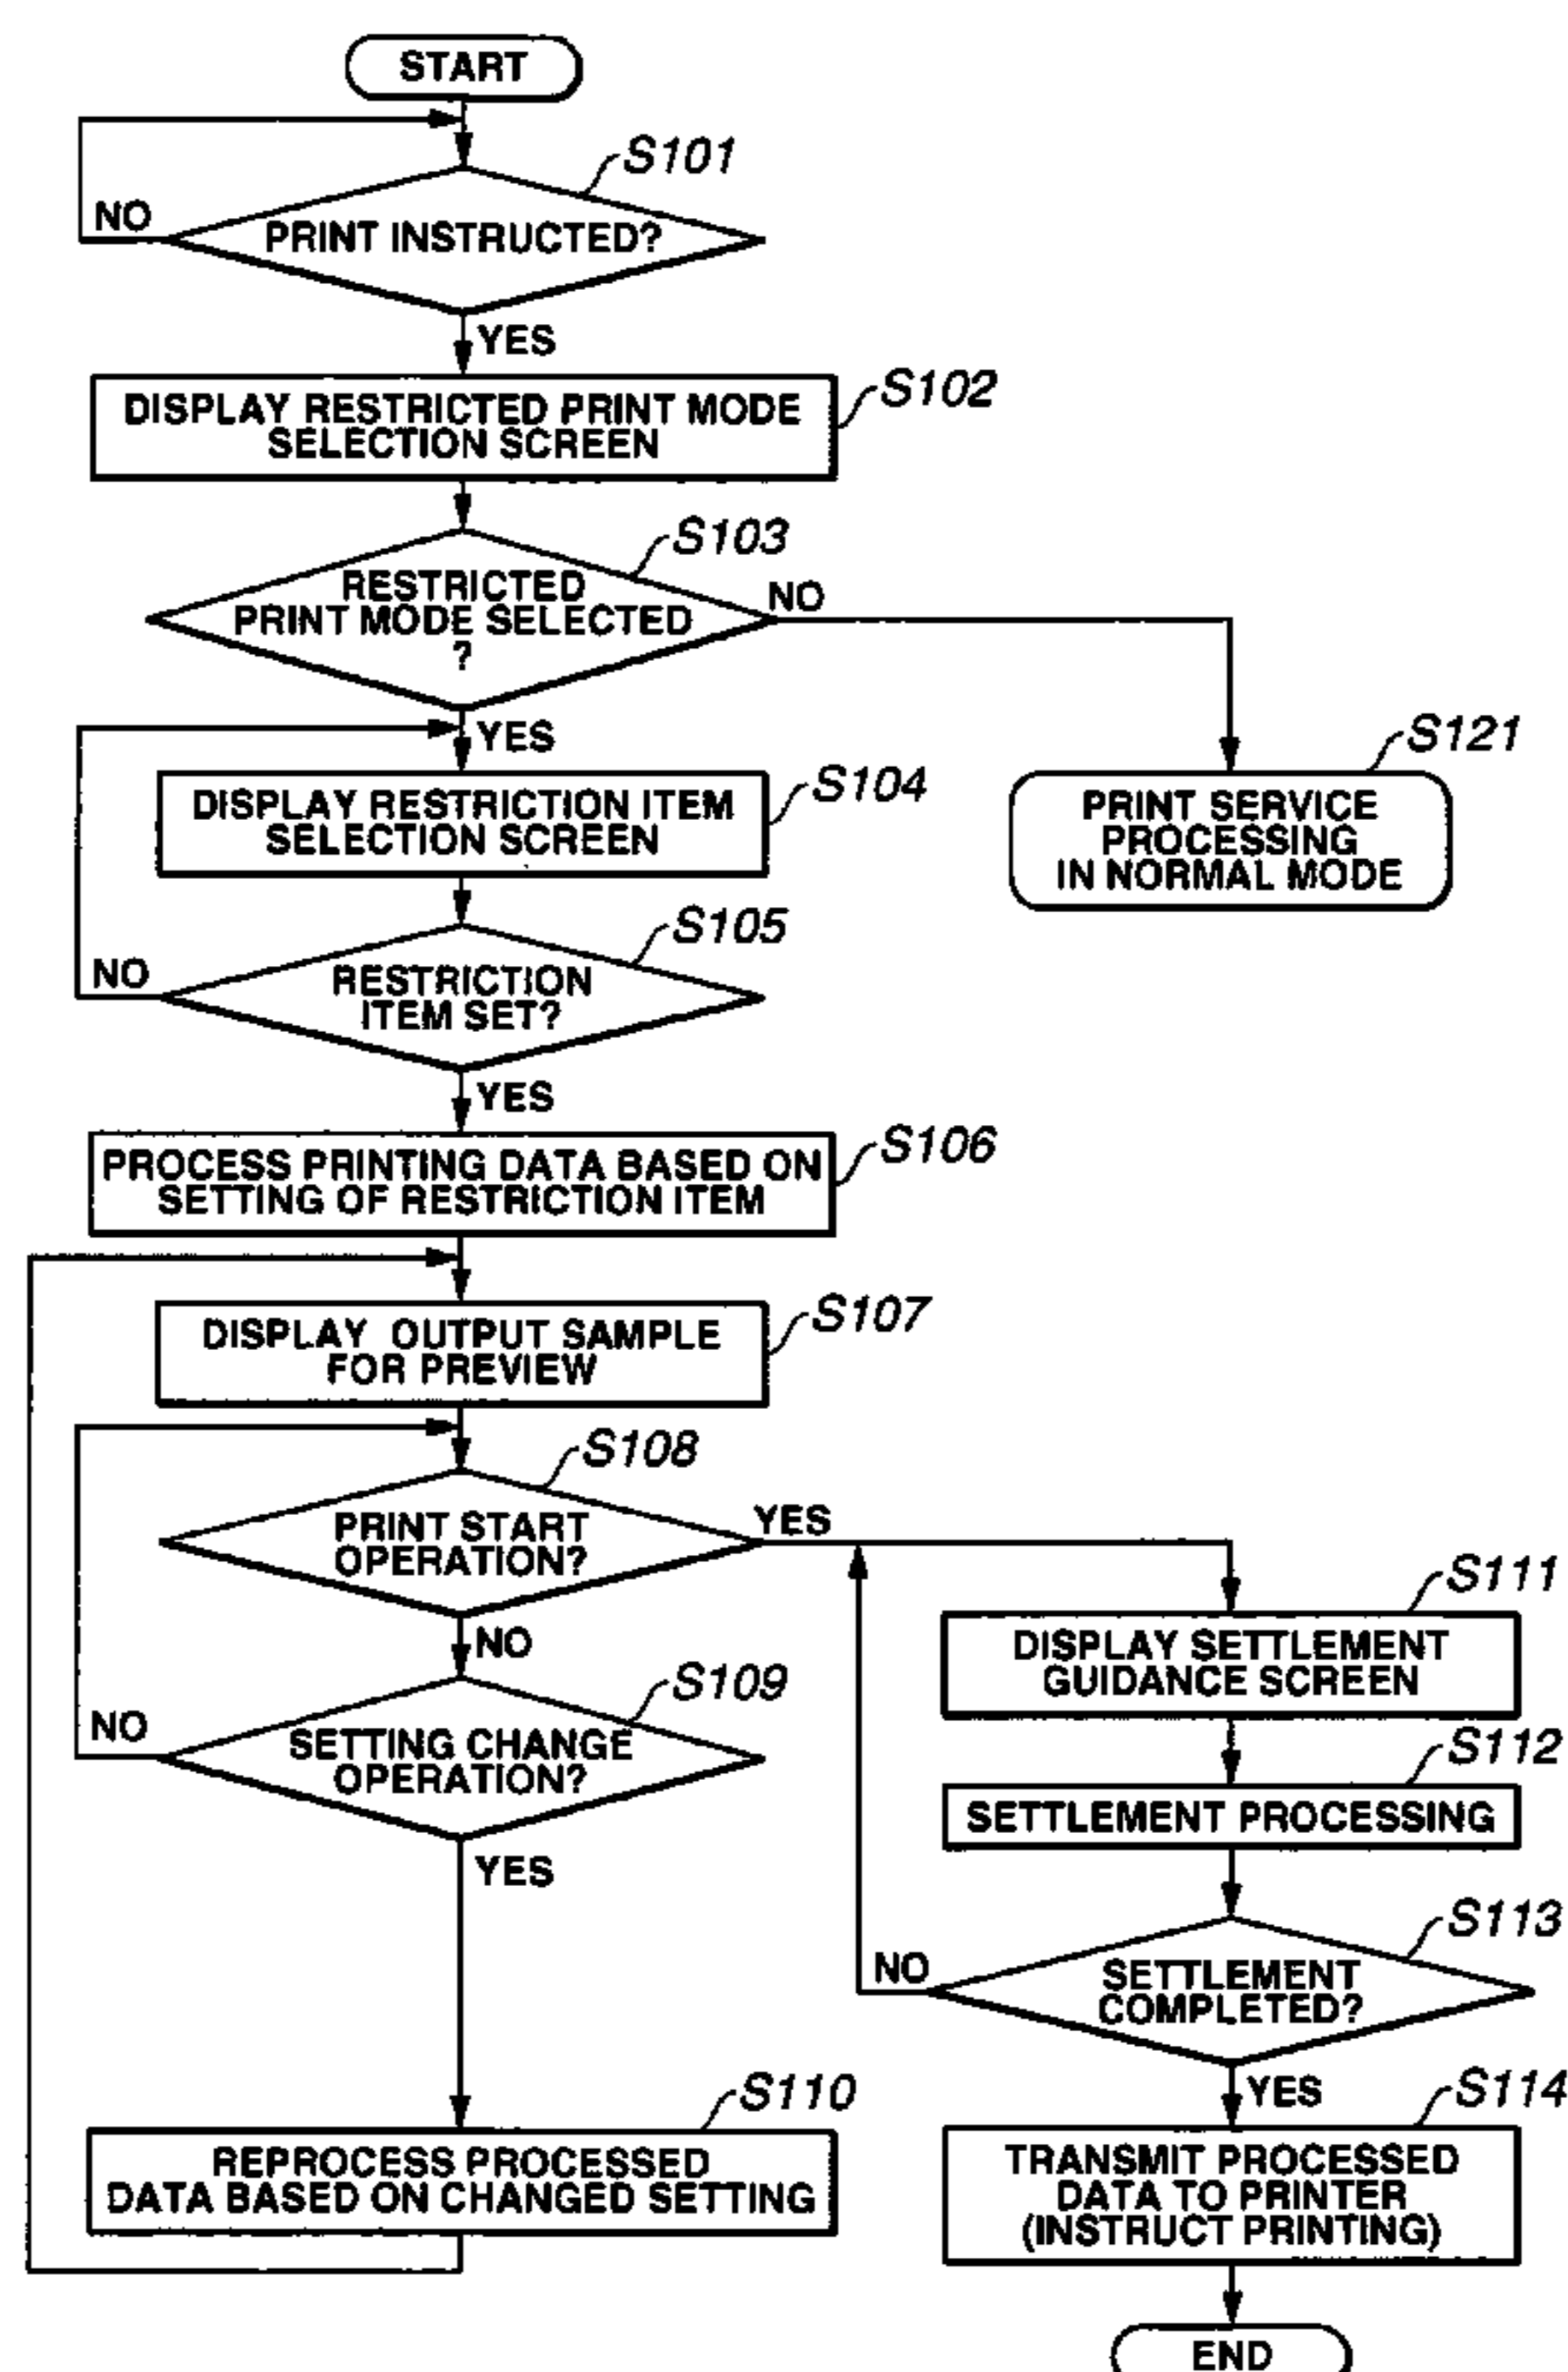 START
S101
NO
PRINT INSTRUCTED?
YES
S102
DISPLAY RESTRICTED PRINT MODE
SELECTION SCREEN
S103
RESTRICTED
PRINT MODE SELECTED
?
NO
YES
S104
DISPLAY RESTRICTION ITEM
SELECTION SCREEN
S121
PRINT SERVICE
PROCESSING
IN NORMAL MODE
S105
NO
RESTRICTION
ITEM SET?
YES
S106
PROCESS PRINTING DATA BASED ON
SETTING OF RESTRICTION ITEM
S107
DISPLAY OUTPUT SAMPLE
FOR PREVIEW
S108
PRINT START
OPERATION?
YES
NO
S109
NO
SETTING CHANGE
OPERATION?
YES
S110
REPROCESS PROCESSED
DATA BASED ON CHANGED SETTING
S111
DISPLAY SETTLEMENT
GUIDANCE SCREEN
S112
SETTLEMENT PROCESSING
S113
NO
SETTLEMENT
COMPLETED?
YES
S114
TRANSMIT PROCESSED
DATA TO PRINTER
(INSTRUCT PRINTING)
END